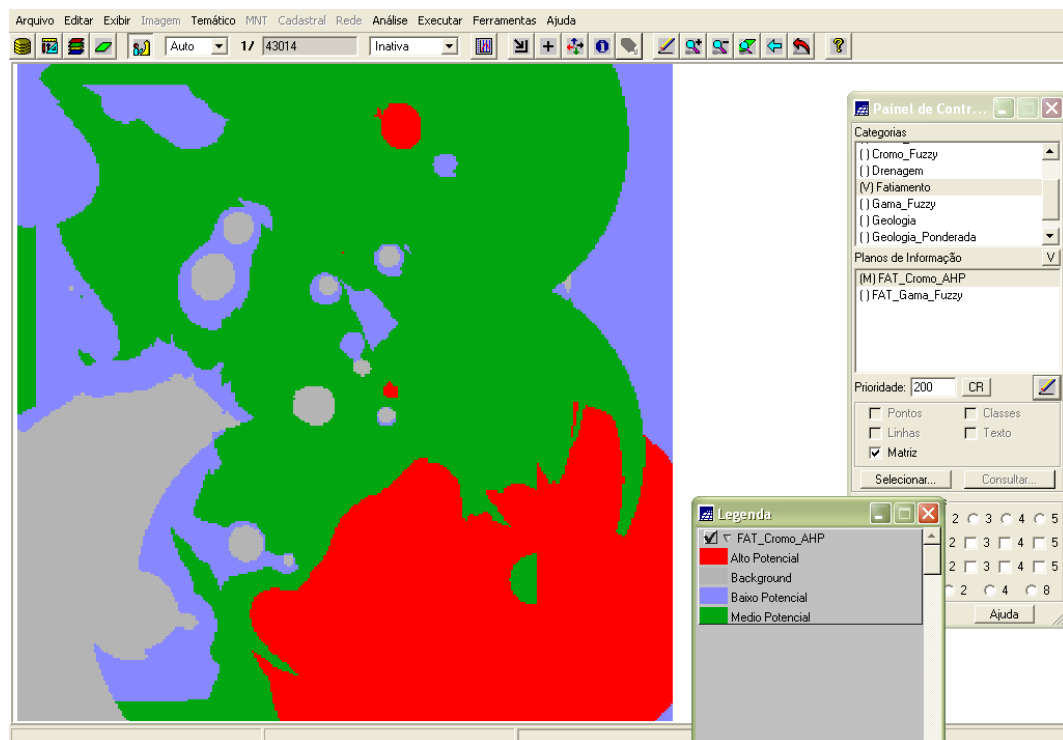 Arquivo Editar Exibir Imagem Temático MNT Cadastral Rede Análise Executar Ferramentas Ajuda
Auto 1/ 43014 Inativa
Painel de Contr...
Categorias
( ) Cromo_Fuzzy
( ) Drenagem
(V) Fatiamento
( ) Gama_Fuzzy
( ) Geologia
( ) Geologia_Ponderada
Planos de Informação V
(M) FAT_Cromo_AHP
( ) FAT_Gama_Fuzzy
Prioridade: 200 CR
Pontos Classes
Linhas Texto
Matriz
Selecionar... Consultar...
2 3 4 5
2 3 4 5
2 3 4 5
2 4 8
Ajuda
Legenda
FAT_Cromo_AHP
Alto Potencial
Background
Baixo Potencial
Medio Potencial